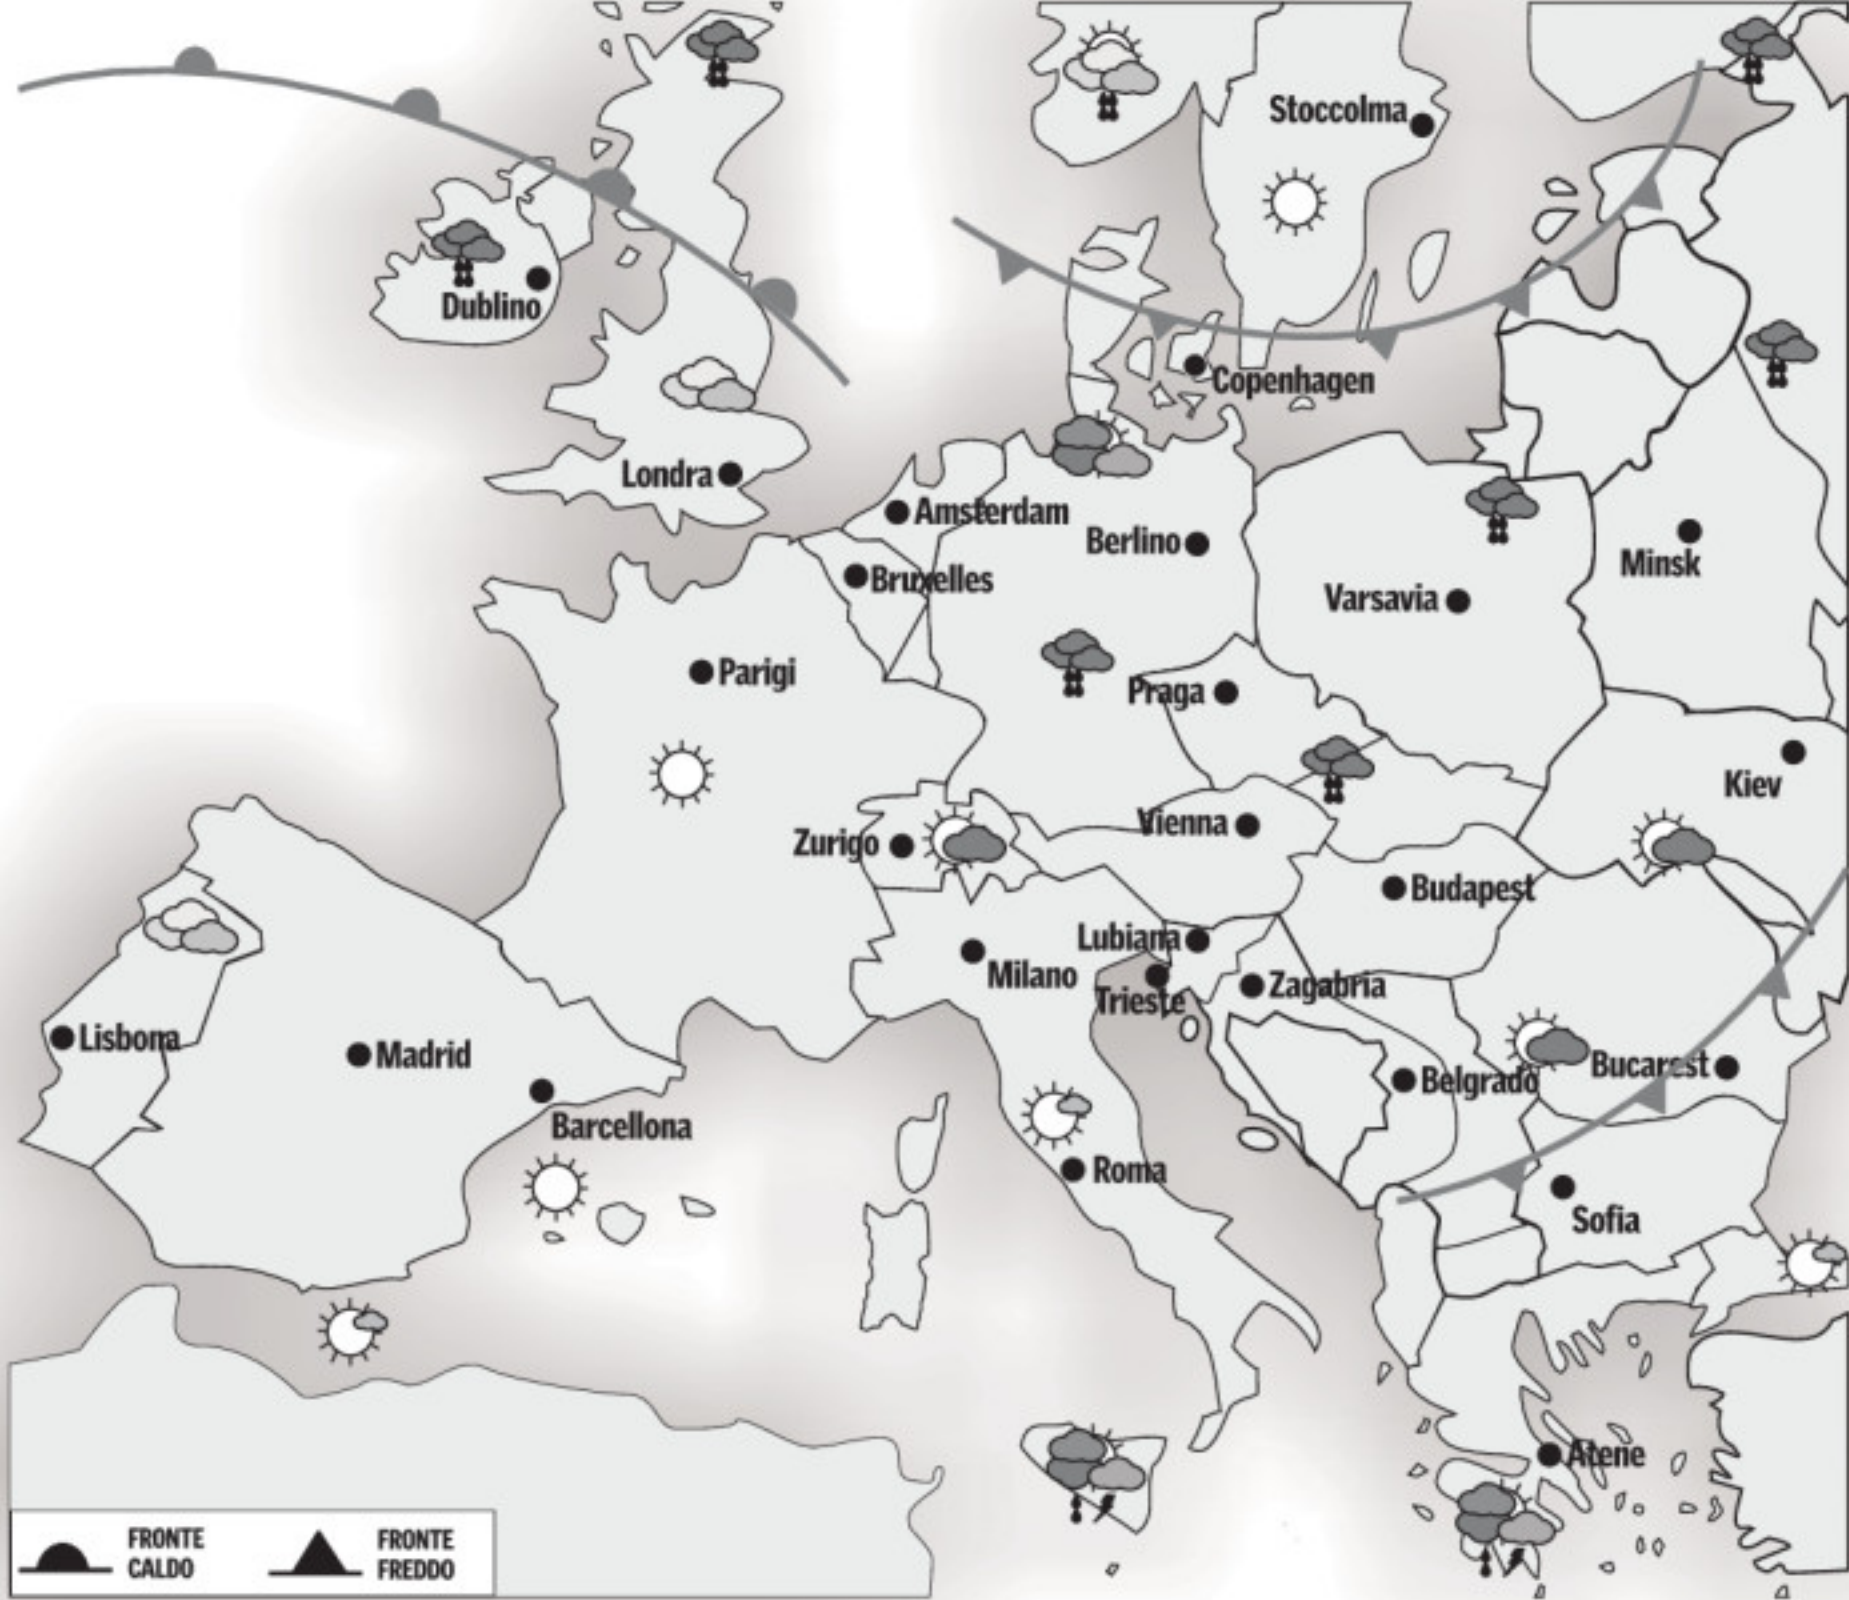 Stoccolma
Dublino
Copenhagen
Londra
Amsterdam
Berlino
Minsk
Bruxelles
Varsavia
Parigi
Praga
Kiev
Vienna
Zurigo
Budapest
Lubiana
Milano
Zagabria
Trieste
Lisbona
Madrid
Bucarest
Belgrado
Barcellona
Roma
Sofia
Atene
FRONTE
CALDO
FRONTE
FREDDO